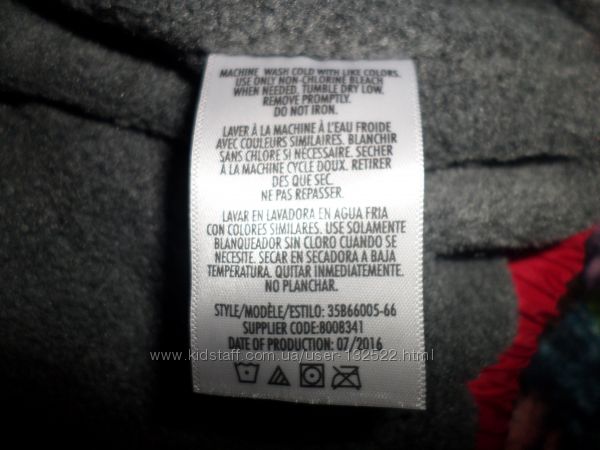 MACHINE WASH COLD WITH LIKE COLORS.
USE ONLY NON-CHLORINE BLEACH
WHEN NEEDED. TUMBLE DRY LOW.
REMOVE PROMPTLY.
DO NOT IRON.
LAVER À LA MACHINE À L'EAU FROIDE
AVEC COULEURS SIMILAIRES. BLANCHIR
SANS CHLORE SI NÉCESSAIRE. SÉCHER
À LA MACHINE CYCLE DOUX. RETIRER
DÈS QUE SEC.
NE PAS REPASSER.
LAVAR EN LAVADORA EN AGUA FRIA
CON COLORES SIMILARES. USE SOLAMENTE
BLANQUEADOR SIN CLORO CUANDO SE
NECESITE. SECAR EN SECADORA A BAJA
TEMPERATURA. QUITAR INMEDIATEMENTE.
NO PLANCHAR.
STYLE/MODÈLE/ESTILO: 35B66005-66
SUPPLIER CODE:8008341
DATE OF PRODUCTION: 07/2016
www.kidstaff.com.ua/user-132522.html